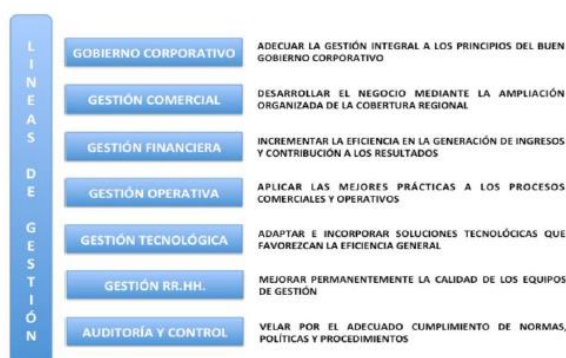 LINEAS DE GESTIÓN
GOBIERNO CORPORATIVO
ADECUAR LA GESTIÓN INTEGRAL A LOS PRINCIPIOS DEL BUEN
GOBIERNO CORPORATIVO
GESTIÓN COMERCIAL
DESARROLLAR EL NEGOCIO MEDIANTE LA AMPLIACIÓN
ORGANIZADA DE LA COBERTURA REGIONAL
GESTIÓN FINANCIERA
INCREMENTAR LA EFICIENCIA EN LA GENERACIÓN DE INGRESOS
Y CONTRIBUCIÓN A LOS RESULTADOS
GESTIÓN OPERATIVA
APLICAR LAS MEJORES PRÁCTICAS A LOS PROCESOS
COMERCIALES Y OPERATIVOS
GESTIÓN TECNOLÓGICA
ADAPTAR E INCORPORAR SOLUCIONES TECNOLÓCICAS QUE
FAVOREZCAN LA EFICIENCIA GENERAL
GESTIÓN RR.HH.
MEJORAR PERMANENTEMENTE LA CALIDAD DE LOS EQUIPOS
DE GESTIÓN
AUDITORÍA Y CONTROL
VELAR POR EL ADECUADO CUMPLIMIENTO DE NORMAS,
POLÍTICAS Y PROCEDIMIENTOS